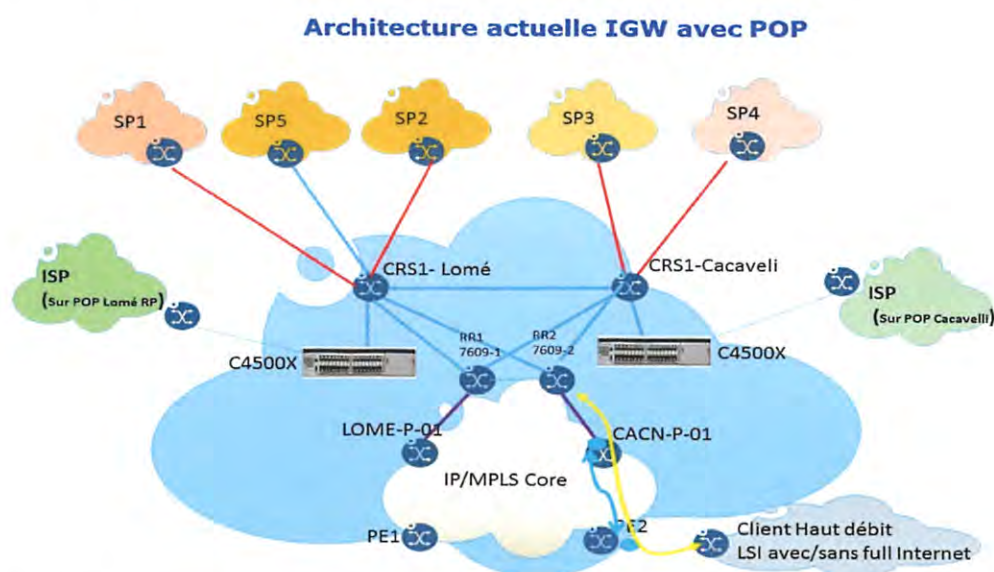 Architecture actuelle IGW avec POP
SP1
SP5
SP2
SP3
SP4
CRS1- Lomé
CRS1-Cacaveli
ISP
(Sur POP Lomé RP)
ISP
(Sur POP Cacavelli)
RR1
7609-1
RR2
7609-2
C4500X
C4500X
LOME-P-01
CACN-P-01
IP/MPLS Core
PE1
PE2
Client Haut débit
LSI avec/sans full Internet